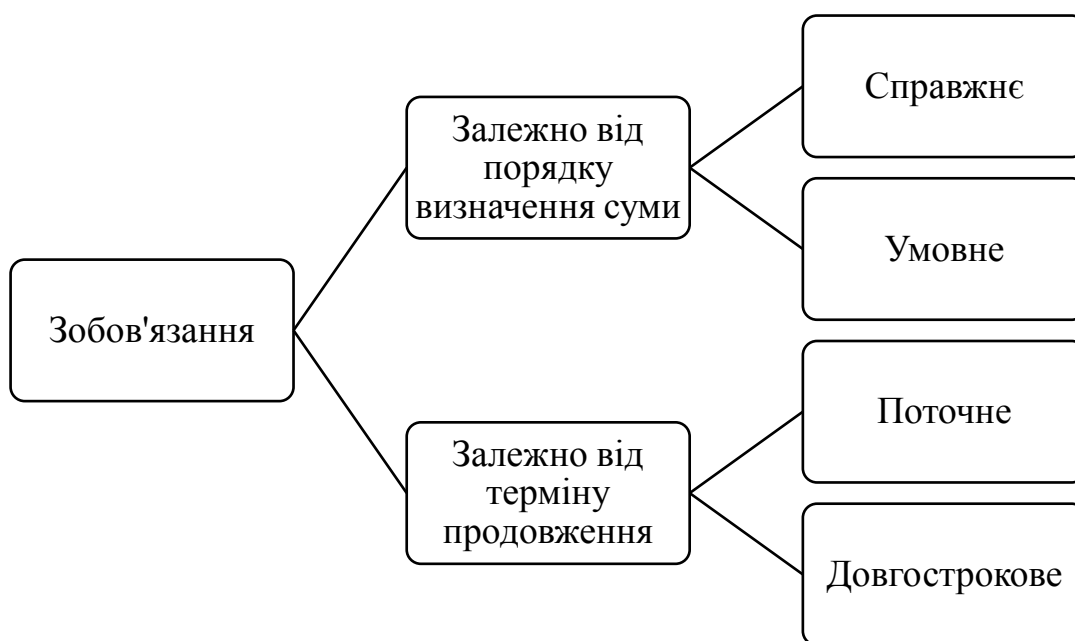 Зобов'язання
Залежно від
порядку
визначення суми
Справжнє
Умовне
Залежно від
терміну
продовження
Поточне
Довгострокове